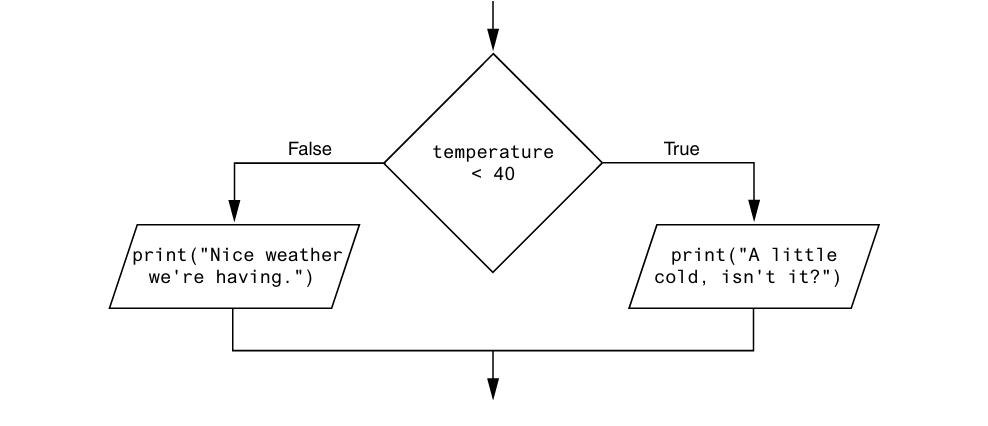 False
temperature
< 40
True
print("Nice weather
we're having.")
print("A little
cold, isn't it?")